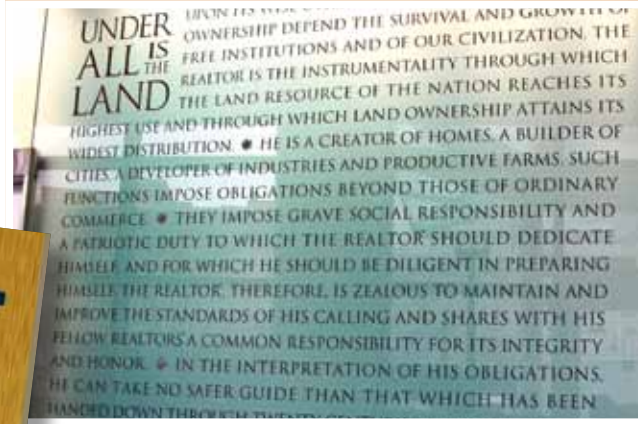 UNDER
ALL IS
THE
LAND
UPON ITS WISE
OWNERSHIP DEPEND THE SURVIVAL AND GROWTH OF
FREE INSTITUTIONS AND OF OUR CIVILIZATION. THE
REALTOR IS THE INSTRUMENTALITY THROUGH WHICH
THE LAND RESOURCE OF THE NATION REACHES ITS
HIGHEST USE AND THROUGH WHICH LAND OWNERSHIP ATTAINS ITS
WIDEST DISTRIBUTION. HE IS A CREATOR OF HOMES, A BUILDER OF
CITIES, A DEVELOPER OF INDUSTRIES AND PRODUCTIVE FARMS. SUCH
FUNCTIONS IMPOSE OBLIGATIONS BEYOND THOSE OF ORDINARY
COMMERCE. THEY IMPOSE GRAVE SOCIAL RESPONSIBILITY AND
A PATRIOTIC DUTY TO WHICH THE REALTOR SHOULD DEDICATE
HIMSELF, AND FOR WHICH HE SHOULD BE DILIGENT IN PREPARING
HIMSELF. THE REALTOR, THEREFORE, IS ZEALOUS TO MAINTAIN AND
IMPROVE THE STANDARDS OF HIS CALLING AND SHARES WITH HIS
FELLOW REALTORS A COMMON RESPONSIBILITY FOR ITS INTEGRITY
AND HONOR. IN THE INTERPRETATION OF HIS OBLIGATIONS,
HE CAN TAKE NO SAFER GUIDE THAN THAT WHICH HAS BEEN
HANDED DOWN THROUGH TWENTY